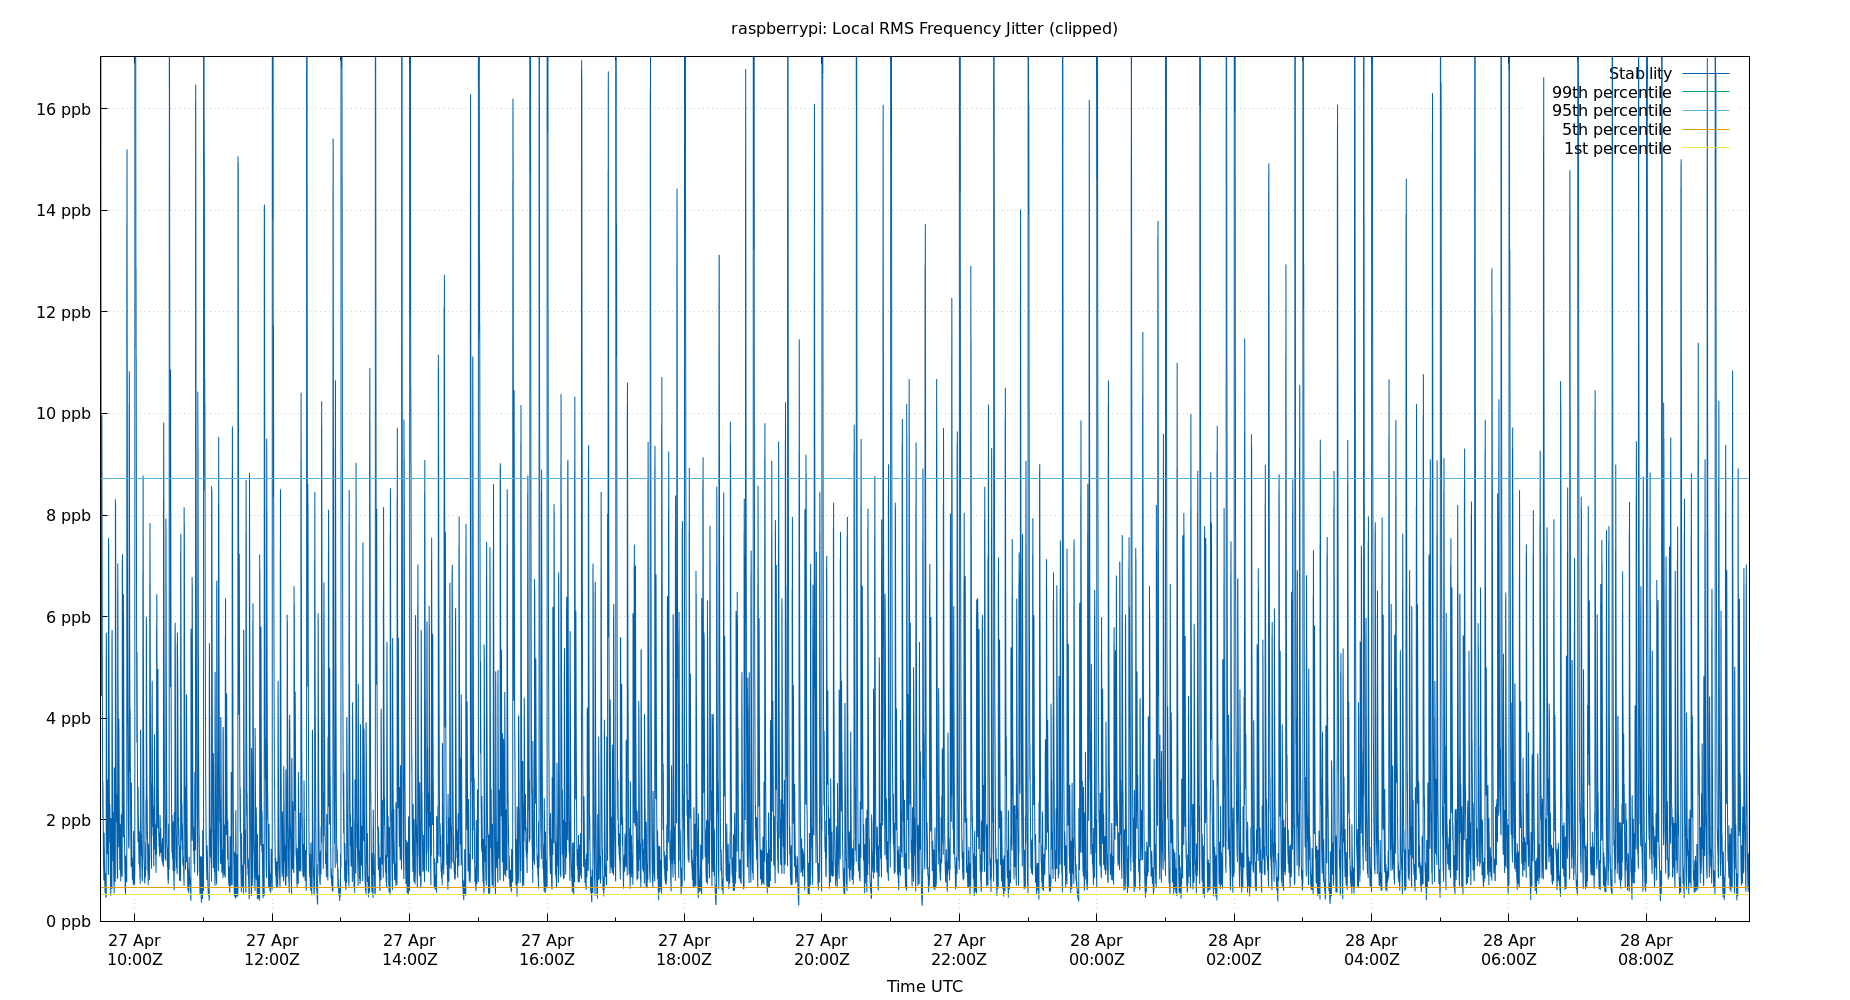 raspberrypi: Local RMS Frequency Jitter (clipped)
Stability
99th percentile
95th percentile
5th percentile
1st percentile
16 ppb
14 ppb
12 ppb
10 ppb
8 ppb
6 ppb
4 ppb
2 ppb
0 ppb
27 Apr 27 Apr 27 Apr 27 Apr 27 Apr 27 Apr 27 Apr 28 Apr 28 Apr 28 Apr 28 Apr 28 Apr
10:00Z 12:00Z 14:00Z 16:00Z 18:00Z 20:00Z 22:00Z 00:00Z 02:00Z 04:00Z 06:00Z 08:00Z
Time UTC